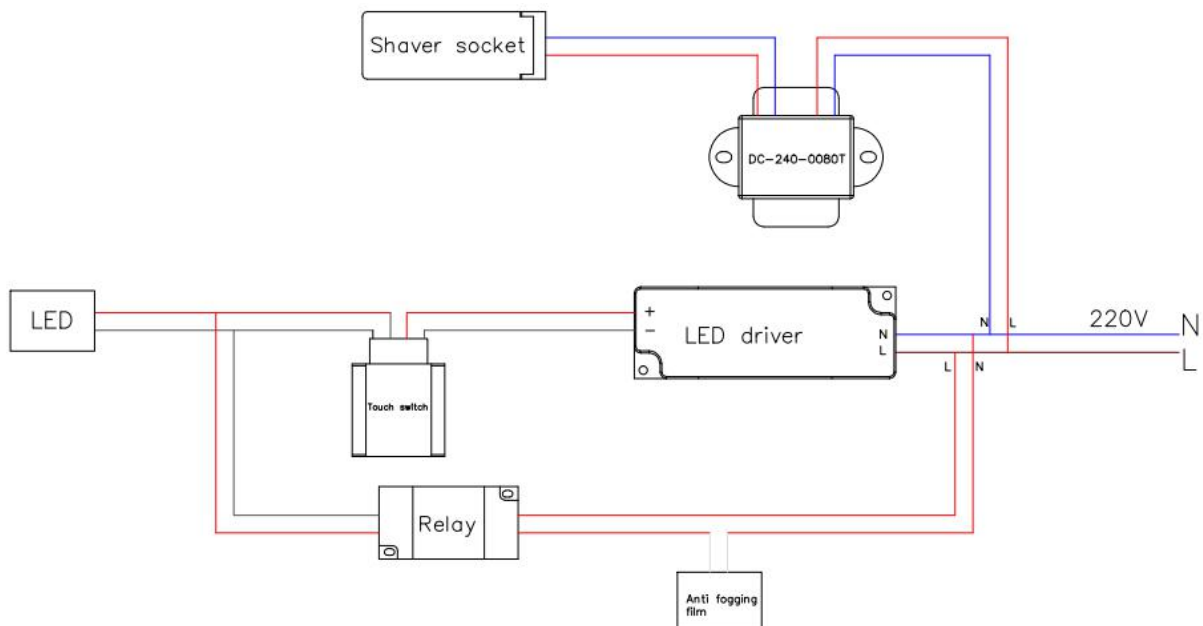 Shaver socket
DC-240-0080T
LED
+
−
LED driver
N
L
N
L
220V
N
L
L
N
Touch switch
Relay
Anti fogging
film